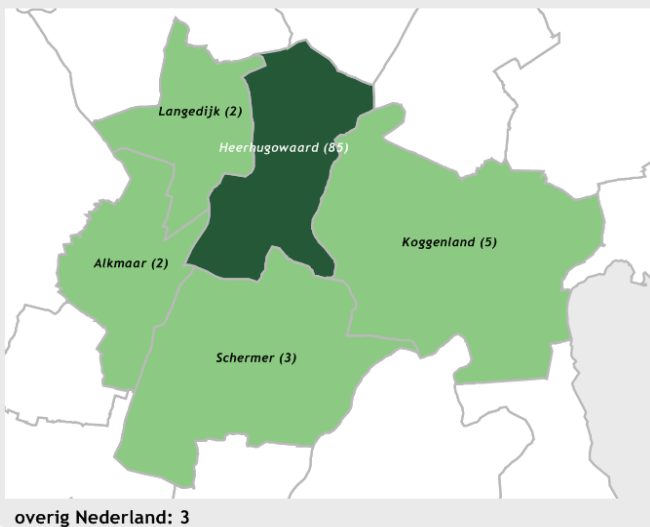 Langedijk (2)
Heerhugowaard (85)
Koggenland (5)
Alkmaar (2)
Schermer (3)
overig Nederland: 3